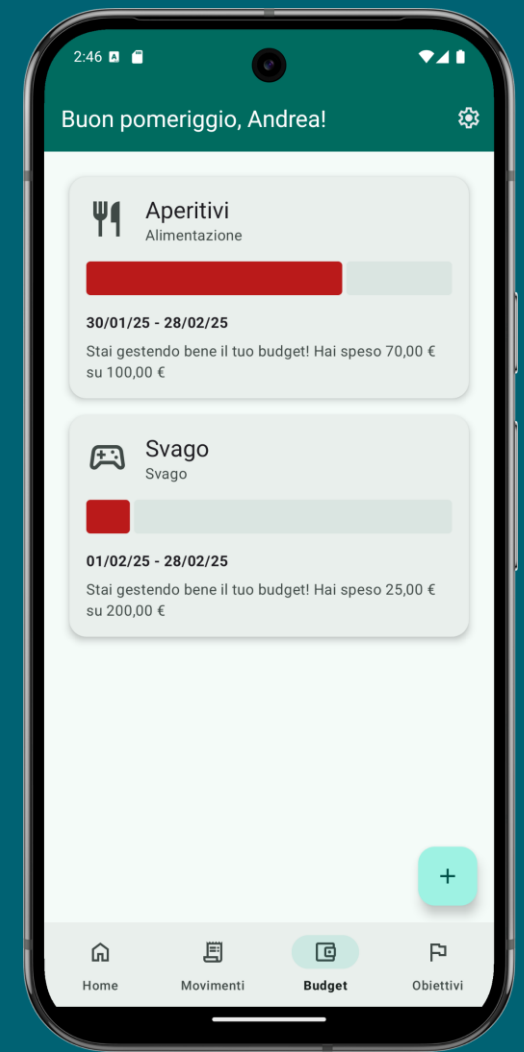 2:46
Buon pomeriggio, Andrea!
Aperitivi
Alimentazione
30/01/25 - 28/02/25
Stai gestendo bene il tuo budget! Hai speso 70,00 €
su 100,00 €
Svago
Svago
01/02/25 - 28/02/25
Stai gestendo bene il tuo budget! Hai speso 25,00 €
su 200,00 €
+
Home Movimenti Budget Obiettivi